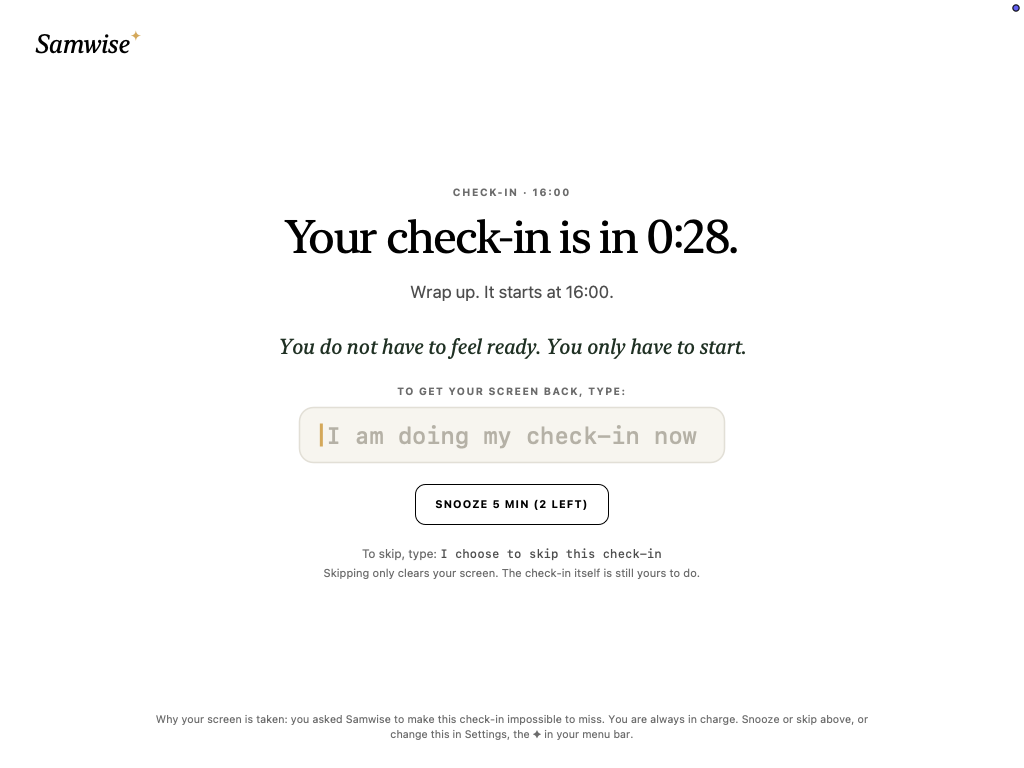 Samwise✦
CHECK-IN · 16:00
Your check-in is in 0:28.
Wrap up. It starts at 16:00.
You do not have to feel ready. You only have to start.
TO GET YOUR SCREEN BACK, TYPE:
I am doing my check-in now
SNOOZE 5 MIN (2 LEFT)
To skip, type: I choose to skip this check-in
Skipping only clears your screen. The check-in itself is still yours to do.
Why your screen is taken: you asked Samwise to make this check-in impossible to miss. You are always in charge. Snooze or skip above, or
change this in Settings, the ✦ in your menu bar.